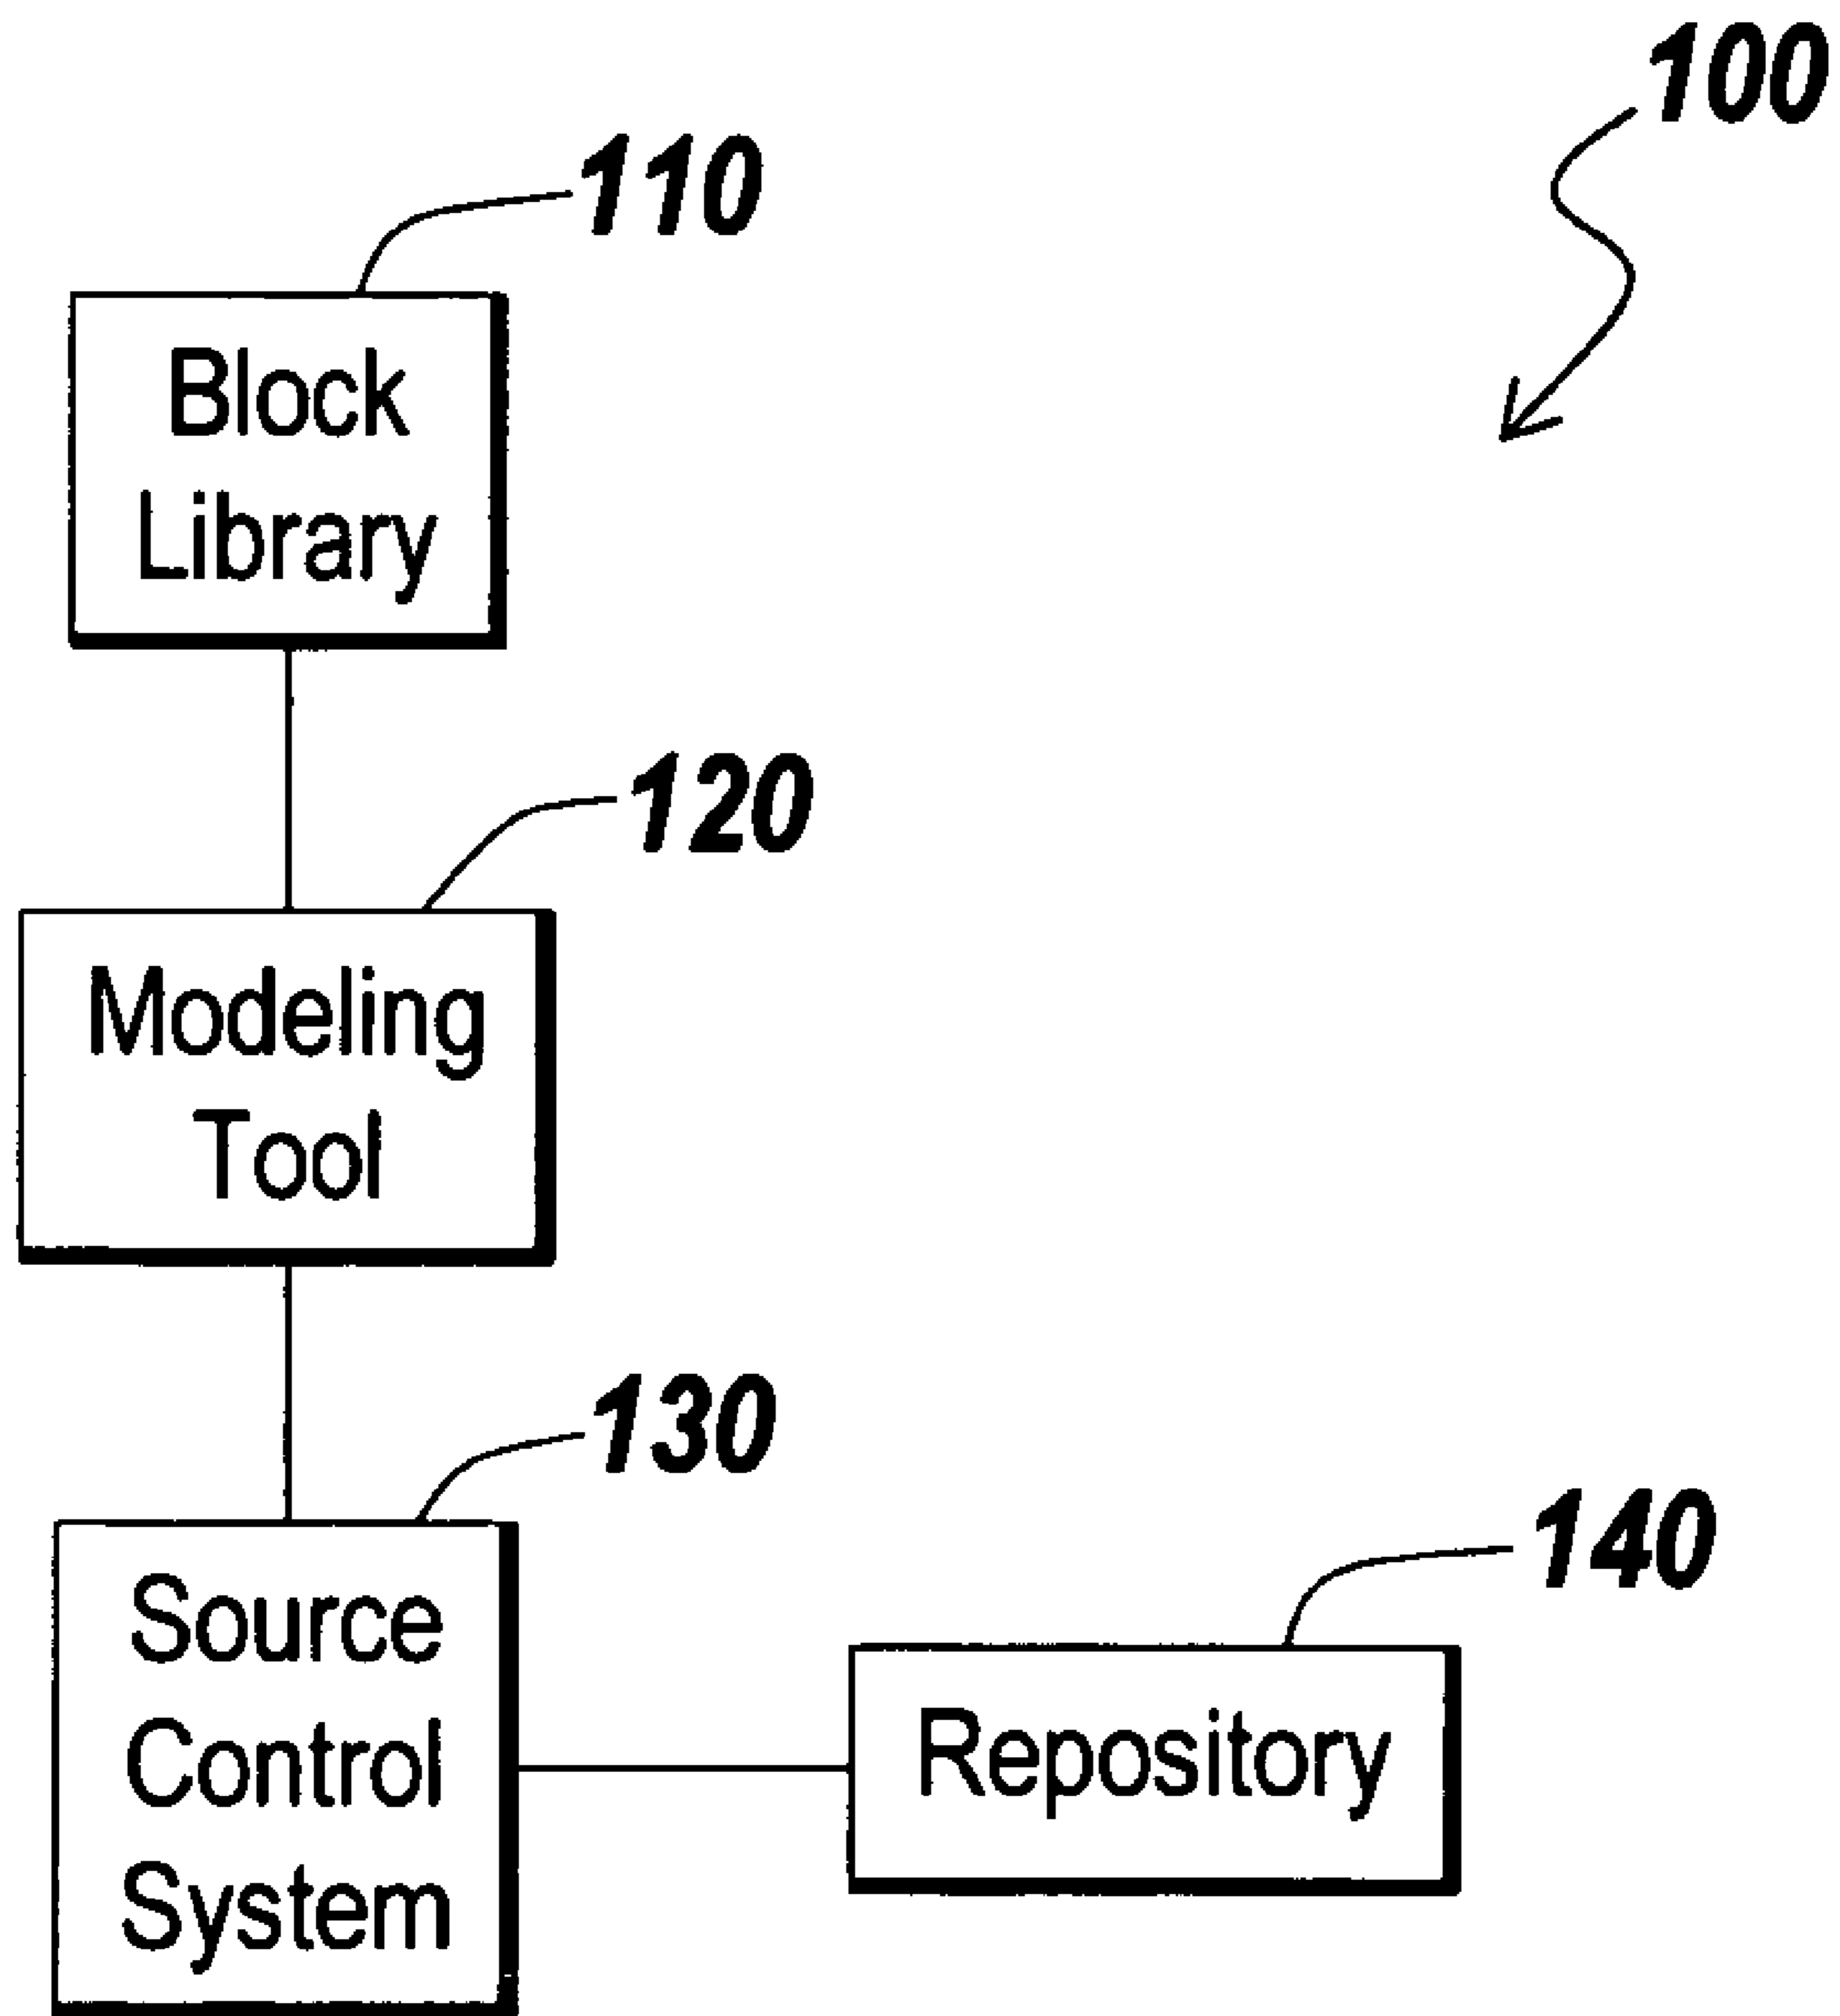 100
110
Block
Library
120
Modeling
Tool
130
Source
Control
System
140
Repository